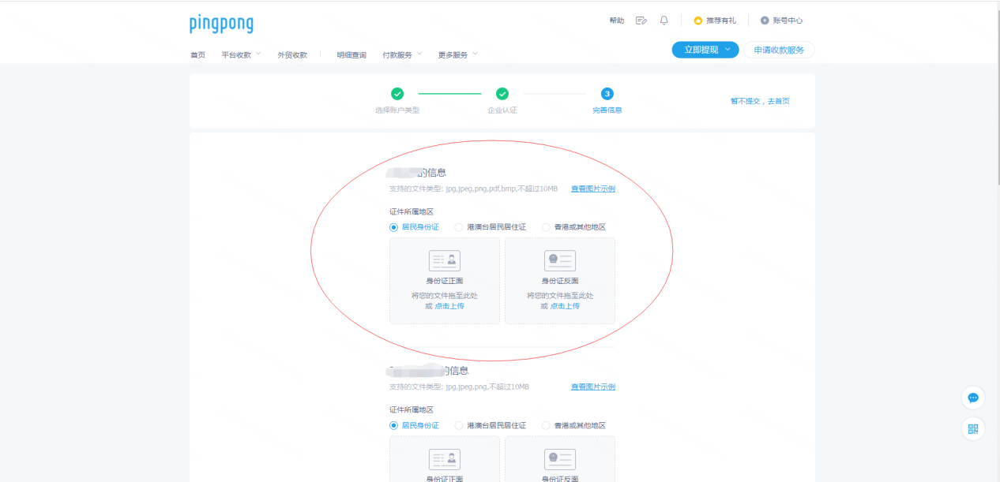 pingpong
帮助
推荐有礼
账号中心
首页 平台收款 外贸收款 明细查询 付款服务 更多服务
立即提现
申请收款服务
3
选择账户类型 企业认证 完善信息
暂不提交，去首页
的信息
支持的文件类型: jpg,jpeg,png,pdf,bmp,不超过10MB 查看图片示例
证件所属地区
居民身份证 港澳台居民居住证 香港或其他地区
身份证正面 身份证反面
将您的文件拖至此处 将您的文件拖至此处
或 点击上传 或 点击上传
的信息
支持的文件类型: jpg,jpeg,png,不超过10MB 查看图片示例
证件所属地区
居民身份证 港澳台居民居住证 香港或其他地区
身份证正面 身份证反面